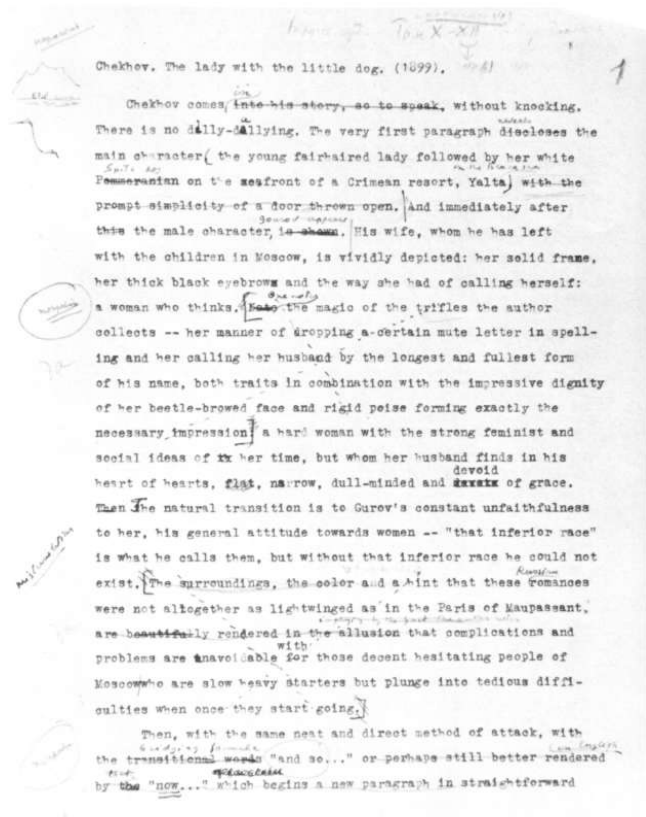 1
Chekhov. The lady with the little dog. (1899).
Chekhov comes into his story, so to speak, without knocking.
There is no dilly-dallying. The very first paragraph discloses the
main character( the young fairhaired lady followed by her white
Pommeranian on the seafront of a Crimean resort, Yalta) with the
prompt simplicity of a door thrown open. And immediately after
this the male character, is shown. His wife, whom he has left
with the children in Moscow, is vividly depicted: her solid frame,
her thick black eyebrows and the way she had of calling herself:
a woman who thinks. [Note the magic of the trifles the author
collects -- her manner of dropping a certain mute letter in spell-
ing and her calling her husband by the longest and fullest form
of his name, both traits in combination with the impressive dignity
of her beetle-browed face and rigid poise forming exactly the
necessary impression] a hard woman with the strong feminist and
social ideas of xx her time, but whom her husband finds in his
devoid
heart of hearts, flat, narrow, dull-minded and of grace.
Then The natural transition is to Gurov's constant unfaithfulness
to her, his general attitude towards women -- "that inferior race"
is what he calls them, but without that inferior race he could not
Russian
exist. [The surroundings, the color and a hint that these romances
were not altogether as lightwinged as in the Paris of Maupassant,
are beautifully rendered in the allusion that complications and
with
problems are unavoidable for those decent hesitating people of
Moscow who are slow heavy starters but plunge into tedious diffi-
culties when once they start going.]
Then, with the same neat and direct method of attack, with
bridging formula
the transitional words "and so..." or perhaps still better rendered
in English
by the "now..." which begins a new paragraph in straightforward